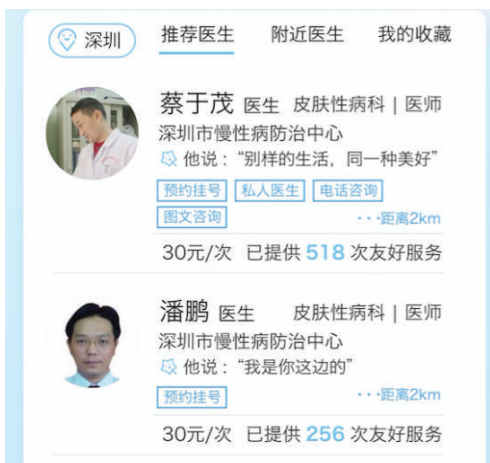 深圳 推荐医生 附近医生 我的收藏
蔡于茂 医生 皮肤性病科 | 医师
深圳市慢性病防治中心
他说：“别样的生活，同一种美好”
预约挂号 私人医生 电话咨询
图文咨询 ···距离2km
30元/次 已提供 518 次友好服务
潘鹏 医生 皮肤性病科 | 医师
深圳市慢性病防治中心
他说：“我是你这边的”
预约挂号 ···距离2km
30元/次 已提供 256 次友好服务